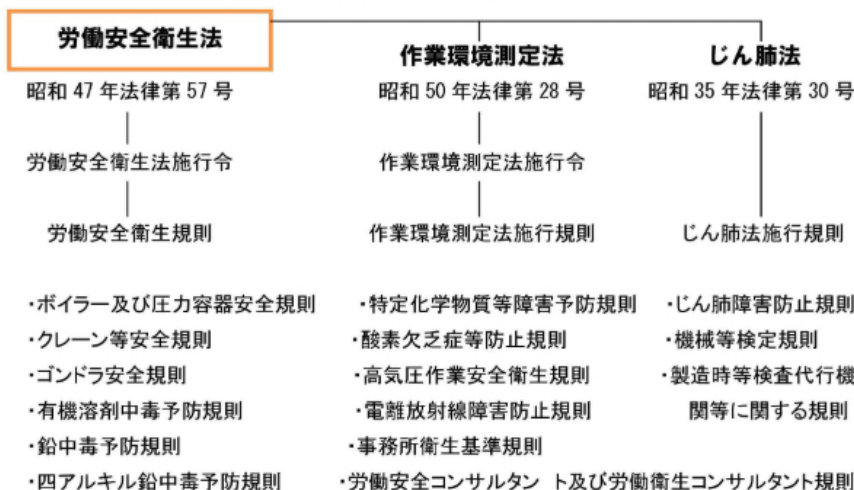 労働安全衛生法
作業環境測定法
じん肺法
昭和 47 年法律第 57 号
昭和 50 年法律第 28 号
昭和 35 年法律第 30 号
労働安全衛生法施行令
作業環境測定法施行令
労働安全衛生規則
作業環境測定法施行規則
じん肺法施行規則
・ボイラー及び圧力容器安全規則
・クレーン等安全規則
・ゴンドラ安全規則
・有機溶剤中毒予防規則
・鉛中毒予防規則
・四アルキル鉛中毒予防規則
・特定化学物質等障害予防規則
・酸素欠乏症等防止規則
・高気圧作業安全衛生規則
・電離放射線障害防止規則
・事務所衛生基準規則
・労働安全コンサルタン ト及び労働衛生コンサルタント規則
・じん肺障害防止規則
・機械等検定規則
・製造時等検査代行機
関等に関する規則